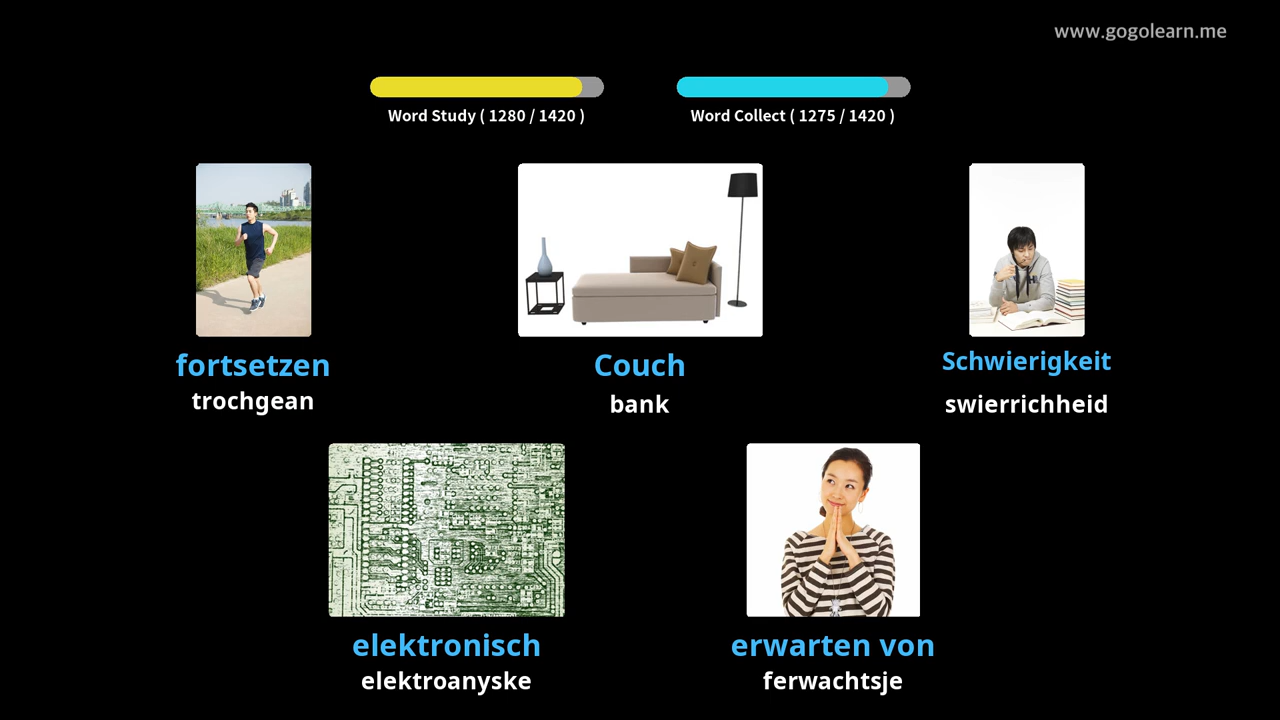 www.gogolearn.me
Word Study ( 1280 / 1420 )
Word Collect ( 1275 / 1420 )
fortsetzen
trochgean
Couch
bank
Schwierigkeit
swierrichheid
elektronisch
elektroanyske
erwarten von
ferwachtsje